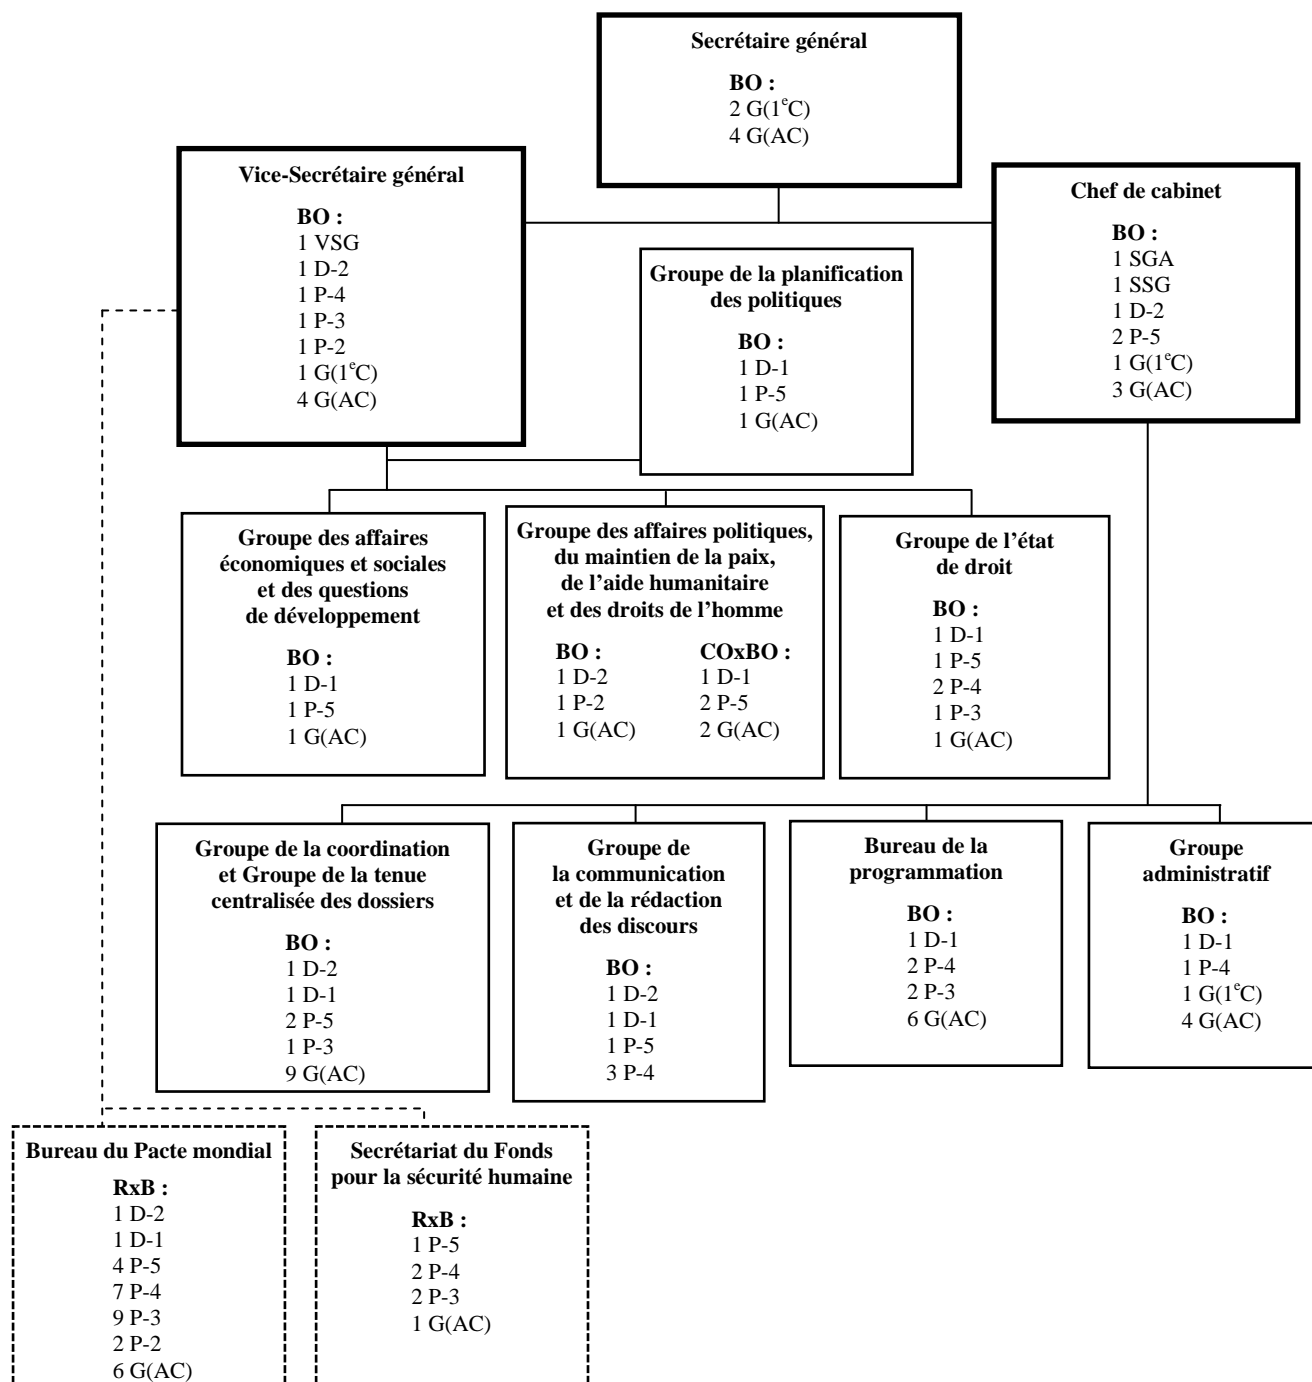 Secrétaire général
BO :
2 G(1eC)
4 G(AC)
Vice-Secrétaire général
BO :
1 VSG
1 D-2
1 P-4
1 P-3
1 P-2
1 G(1eC)
4 G(AC)
Chef de cabinet
BO :
1 SGA
1 SSG
1 D-2
2 P-5
1 G(1eC)
3 G(AC)
Groupe de la planification
des politiques
BO :
1 D-1
1 P-5
1 G(AC)
Groupe des affaires
économiques et sociales
et des questions
de développement
BO :
1 D-1
1 P-5
1 G(AC)
Groupe des affaires politiques,
du maintien de la paix,
de l’aide humanitaire
et des droits de l’homme
BO :
1 D-2
1 P-2
1 G(AC)
COxBO :
1 D-1
2 P-5
2 G(AC)
Groupe de l’état
de droit
BO :
1 D-1
1 P-5
2 P-4
1 P-3
1 G(AC)
Groupe de la coordination
et Groupe de la tenue
centralisée des dossiers
BO :
1 D-2
1 D-1
2 P-5
1 P-3
9 G(AC)
Groupe de
la communication
et de la rédaction
des discours
BO :
1 D-2
1 D-1
1 P-5
3 P-4
Bureau de la
programmation
BO :
1 D-1
2 P-4
2 P-3
6 G(AC)
Groupe
administratif
BO :
1 D-1
1 P-4
1 G(1eC)
4 G(AC)
Bureau du Pacte mondial
RxB :
1 D-2
1 D-1
4 P-5
7 P-4
9 P-3
2 P-2
6 G(AC)
Secrétariat du Fonds
pour la sécurité humaine
RxB :
1 P-5
2 P-4
2 P-3
1 G(AC)